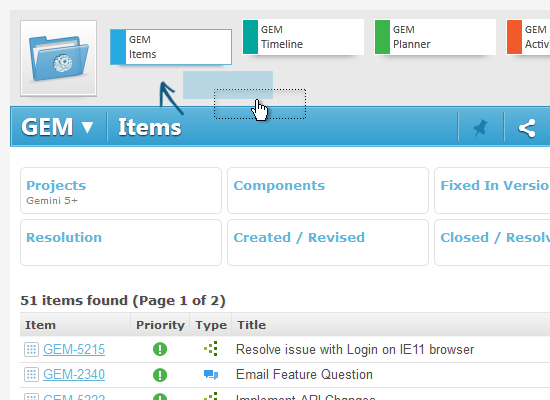 GEM
Items
GEM
Timeline
GEM
Planner
GEM
Activ
GEM ▼ Items
Projects
Gemini 5+
Components
Fixed In Versio
Resolution
Created / Revised
Closed / Resolv
51 items found (Page 1 of 2)
Item Priority Type Title
GEM-5215 Resolve issue with Login on IE11 browser
GEM-2340 Email Feature Question
GEM-5222 Implement API Changes